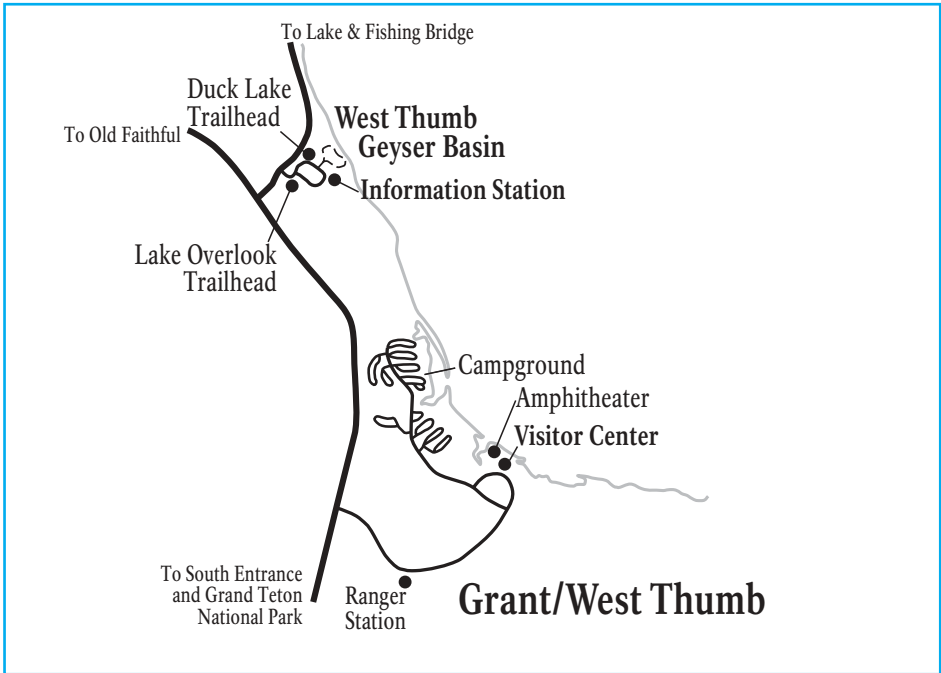 To Lake & Fishing Bridge
Duck Lake
Trailhead
West Thumb
Geyser Basin
To Old Faithful
Information Station
Lake Overlook
Trailhead
Campground
Amphitheater
Visitor Center
To South Entrance
and Grand Teton
National Park
Ranger
Station
Grant/West Thumb